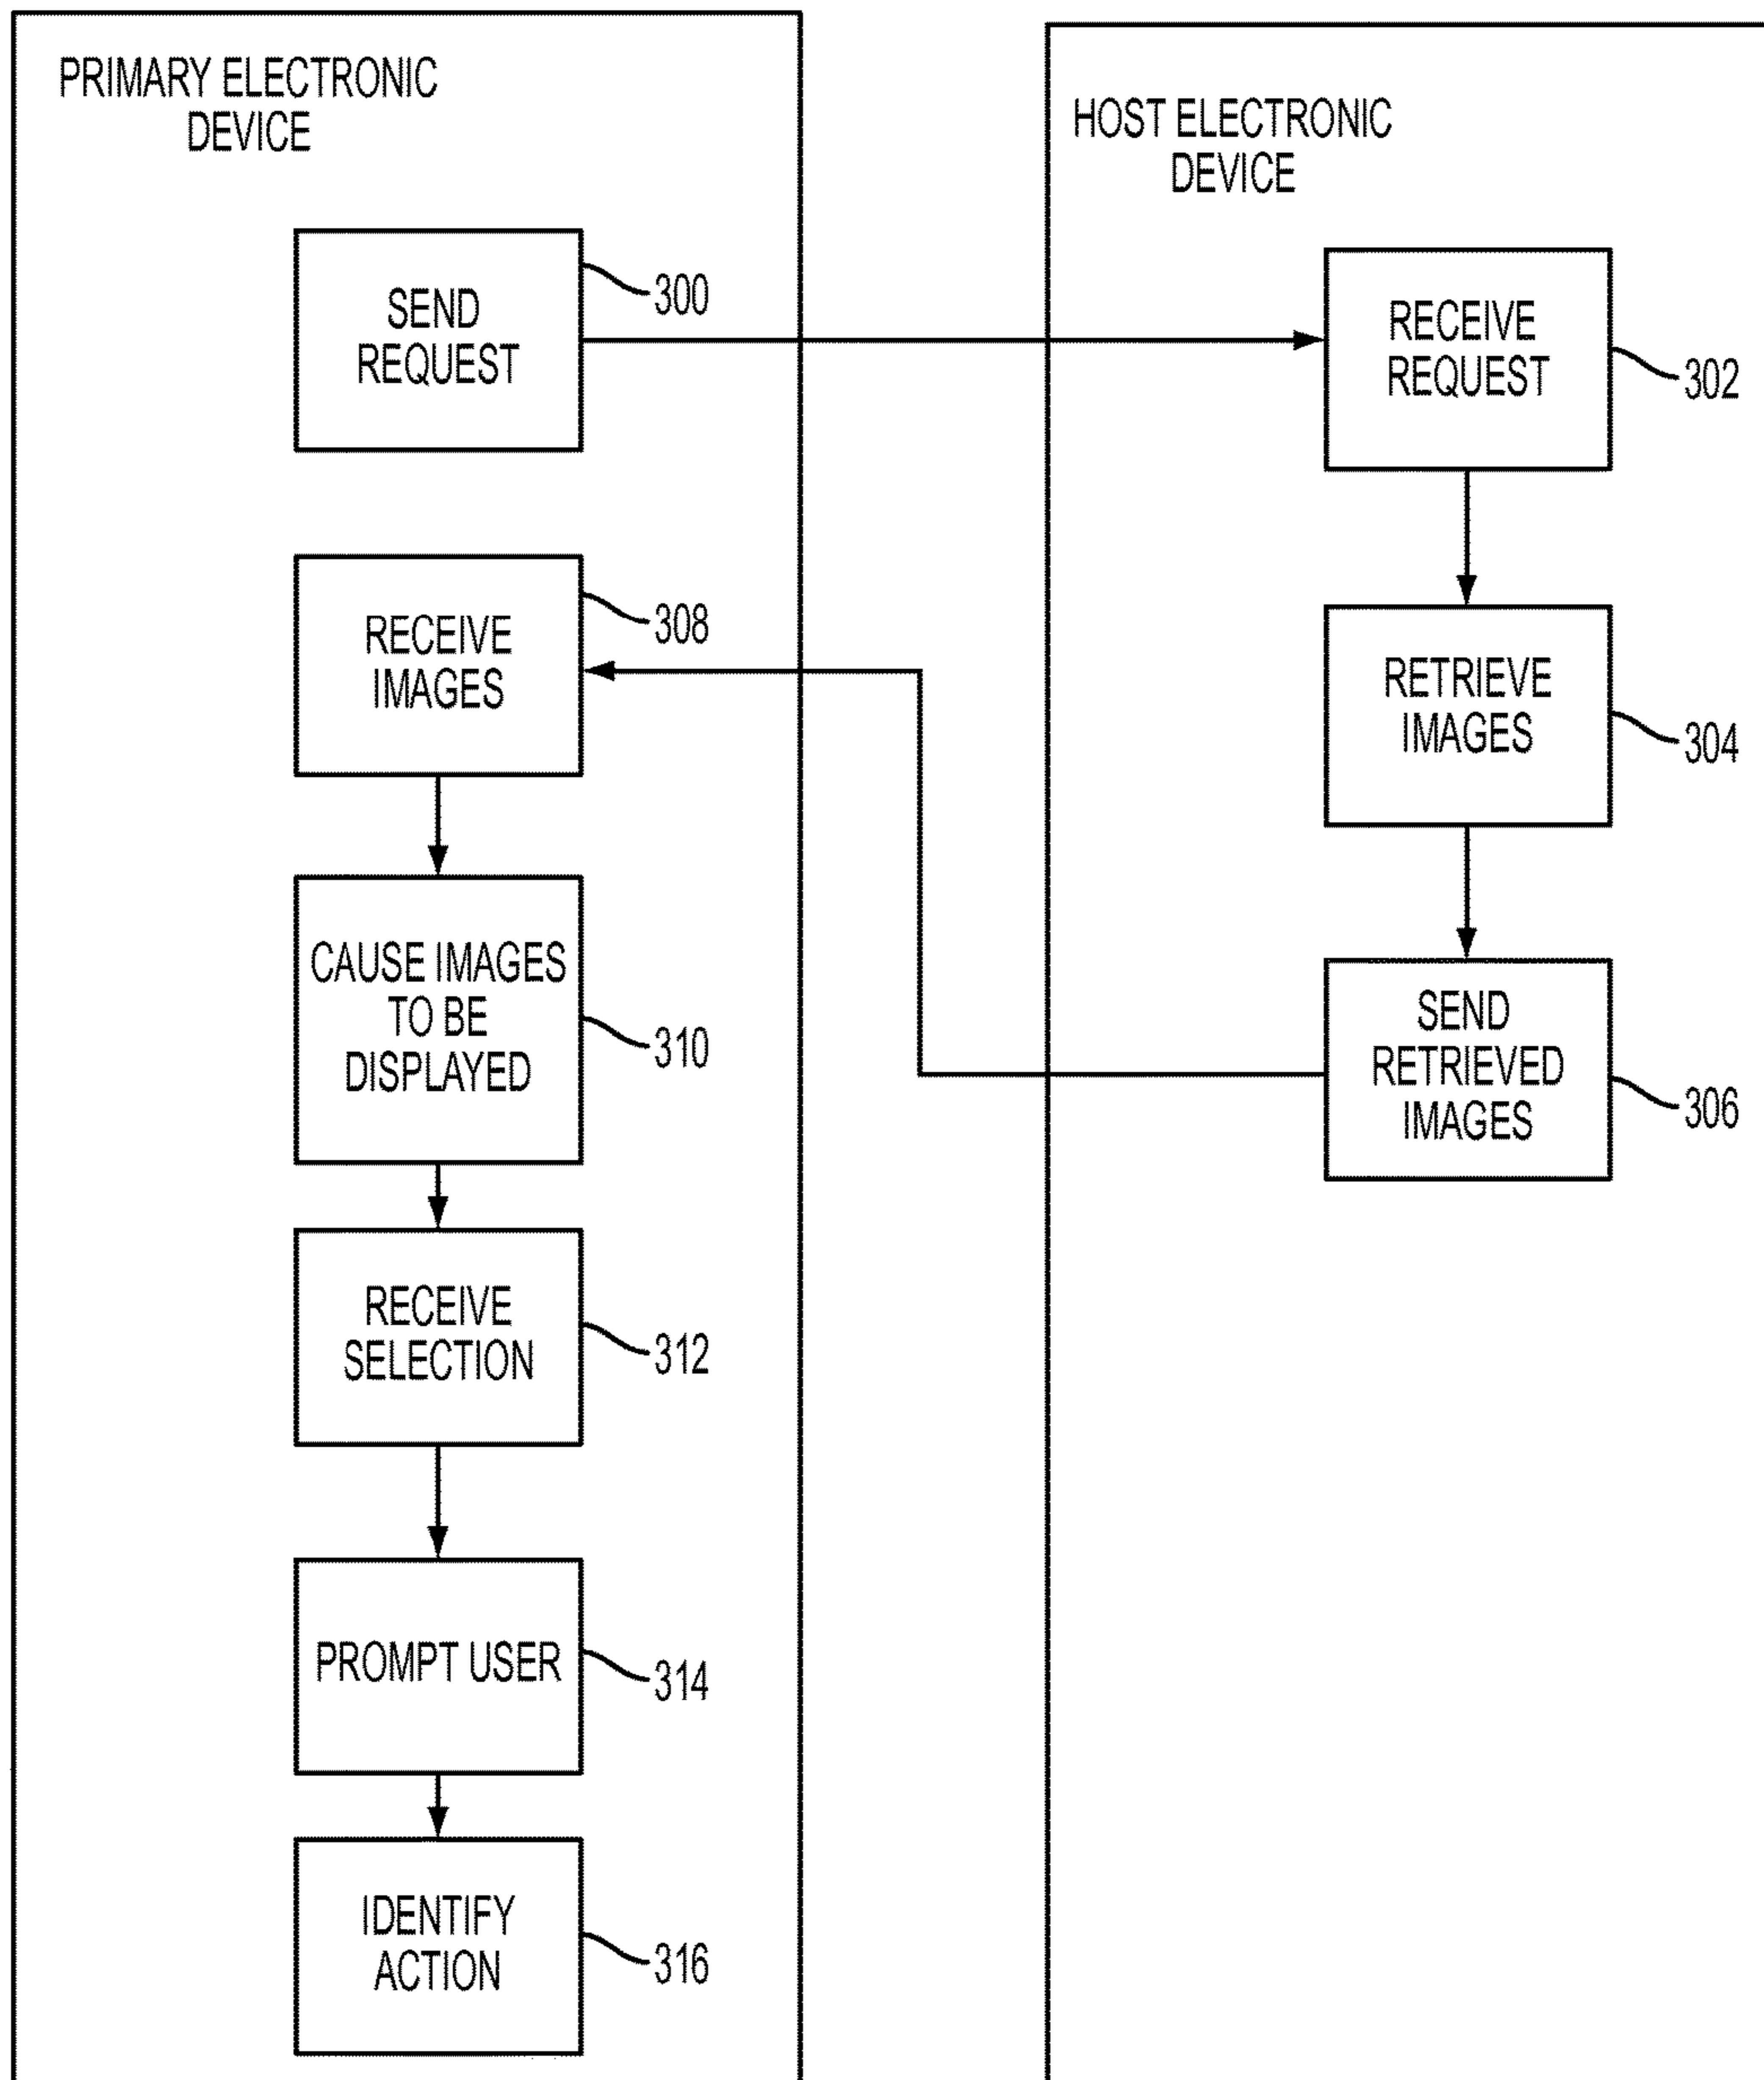 PRIMARY ELECTRONIC
DEVICE
SEND
REQUEST
300
RECEIVE
IMAGES
308
CAUSE IMAGES
TO BE
DISPLAYED
310
RECEIVE
SELECTION
312
PROMPT USER
314
IDENTIFY
ACTION
316
HOST ELECTRONIC
DEVICE
RECEIVE
REQUEST
302
RETRIEVE
IMAGES
304
SEND
RETRIEVED
IMAGES
306